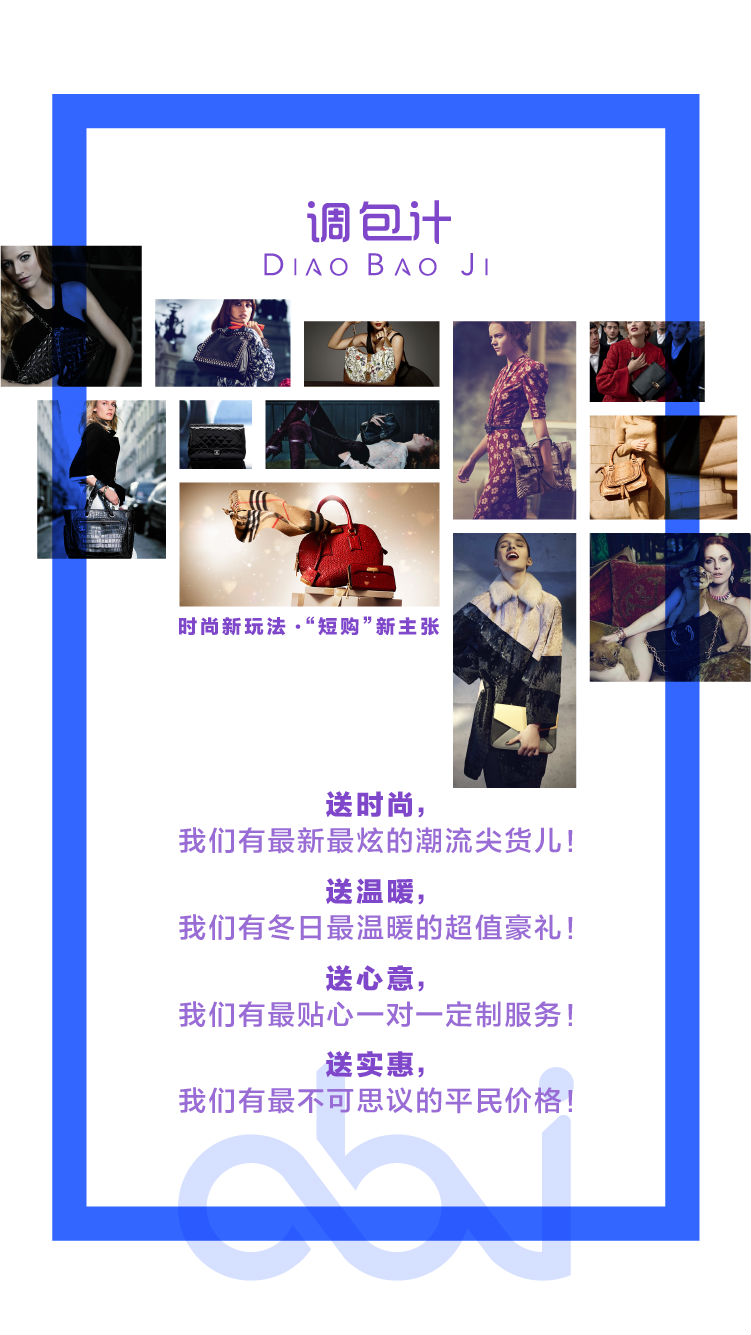 调包计
DIAO BAO JI
时尚新玩法·“短购”新主张
送时尚，
我们有最新最炫的潮流尖货儿！
送温暖，
我们有冬日最温暖的超值豪礼！
送心意，
我们有最贴心一对一定制服务！
送实惠，
我们有最不可思议的平民价格！